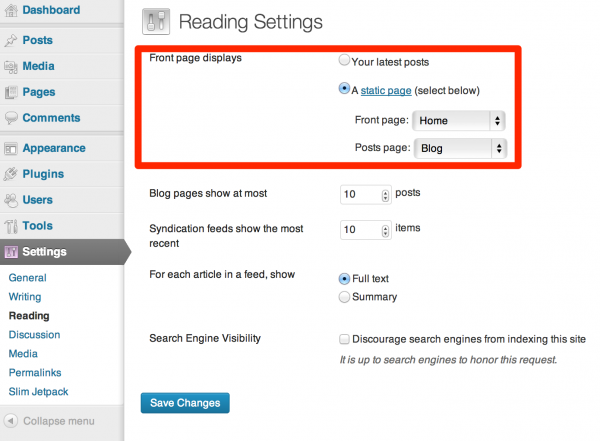 Dashboard
Posts
Media
Pages
Comments
Appearance
Plugins
Users
Tools
Settings
General
Writing
Reading
Discussion
Media
Permalinks
Slim Jetpack
Collapse menu
Reading Settings
Front page displays
Your latest posts
A static page (select below)
Front page: Home
Posts page: Blog
Blog pages show at most 10 posts
Syndication feeds show the most
recent
10 items
For each article in a feed, show
Full text
Summary
Search Engine Visibility
Discourage search engines from indexing this site
It is up to search engines to honor this request.
Save Changes